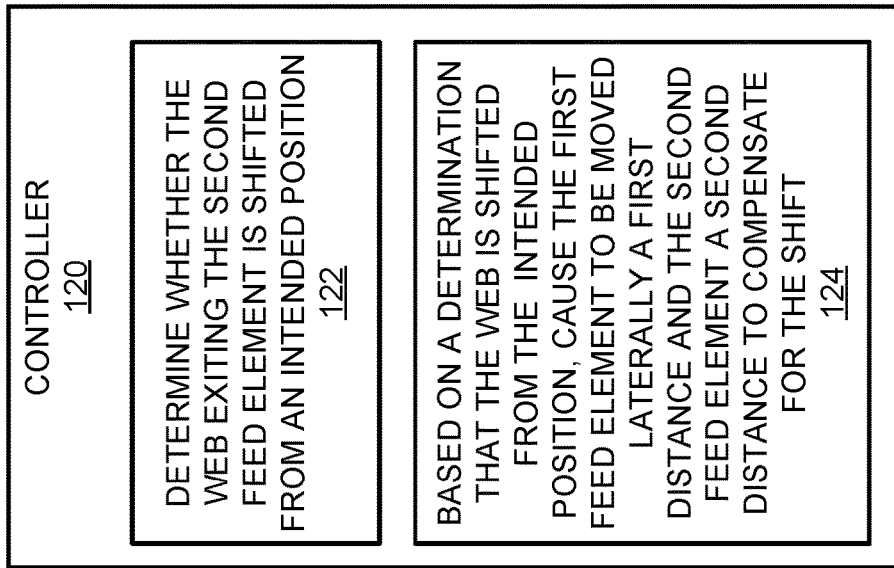 CONTROLLER
120
DETERMINE WHETHER THE
WEB EXITING THE SECOND
FEED ELEMENT IS SHIFTED
FROM AN INTENDED POSITION
122
BASED ON A DETERMINATION
THAT THE WEB IS SHIFTED
FROM THE INTENDED
POSITION, CAUSE THE FIRST
FEED ELEMENT TO BE MOVED
LATERALLY A FIRST
DISTANCE AND THE SECOND
FEED ELEMENT A SECOND
DISTANCE TO COMPENSATE
FOR THE SHIFT
124